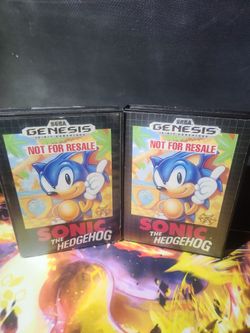 SEGA
GENESIS
NOT FOR RESALE
SONIC
THE
HEDGEHOG
SEGA
GENESIS
NOT FOR RESALE
SONIC
THE
HEDGEHOG